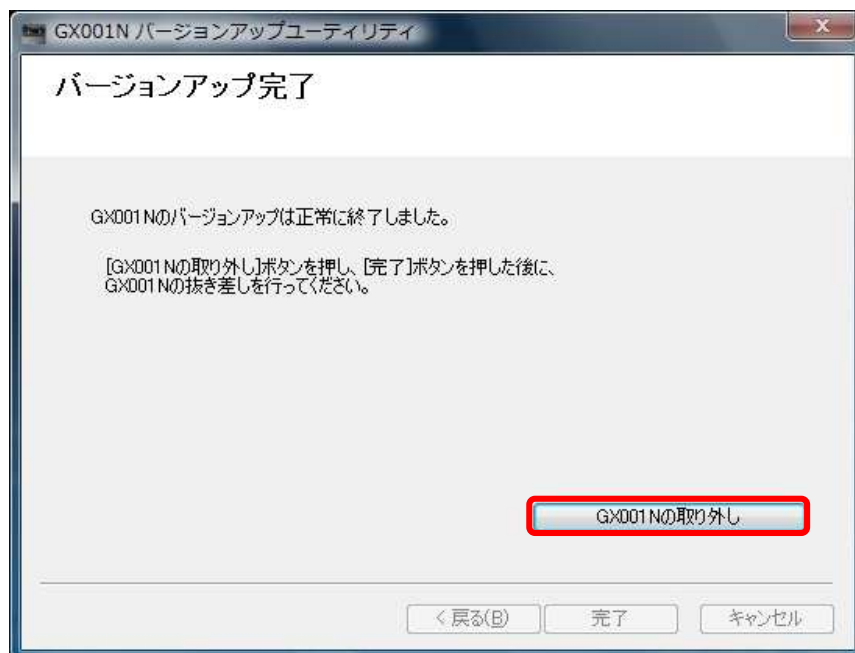 GX001N バージョンアップユーティリティ
バージョンアップ完了
GX001Nのバージョンアップは正常に終了しました。
[GX001Nの取り外し]ボタンを押し、[完了]ボタンを押した後に、
GX001Nの抜き差しを行ってください。
GX001Nの取り外し
< 戻る(B) 完了 キャンセル